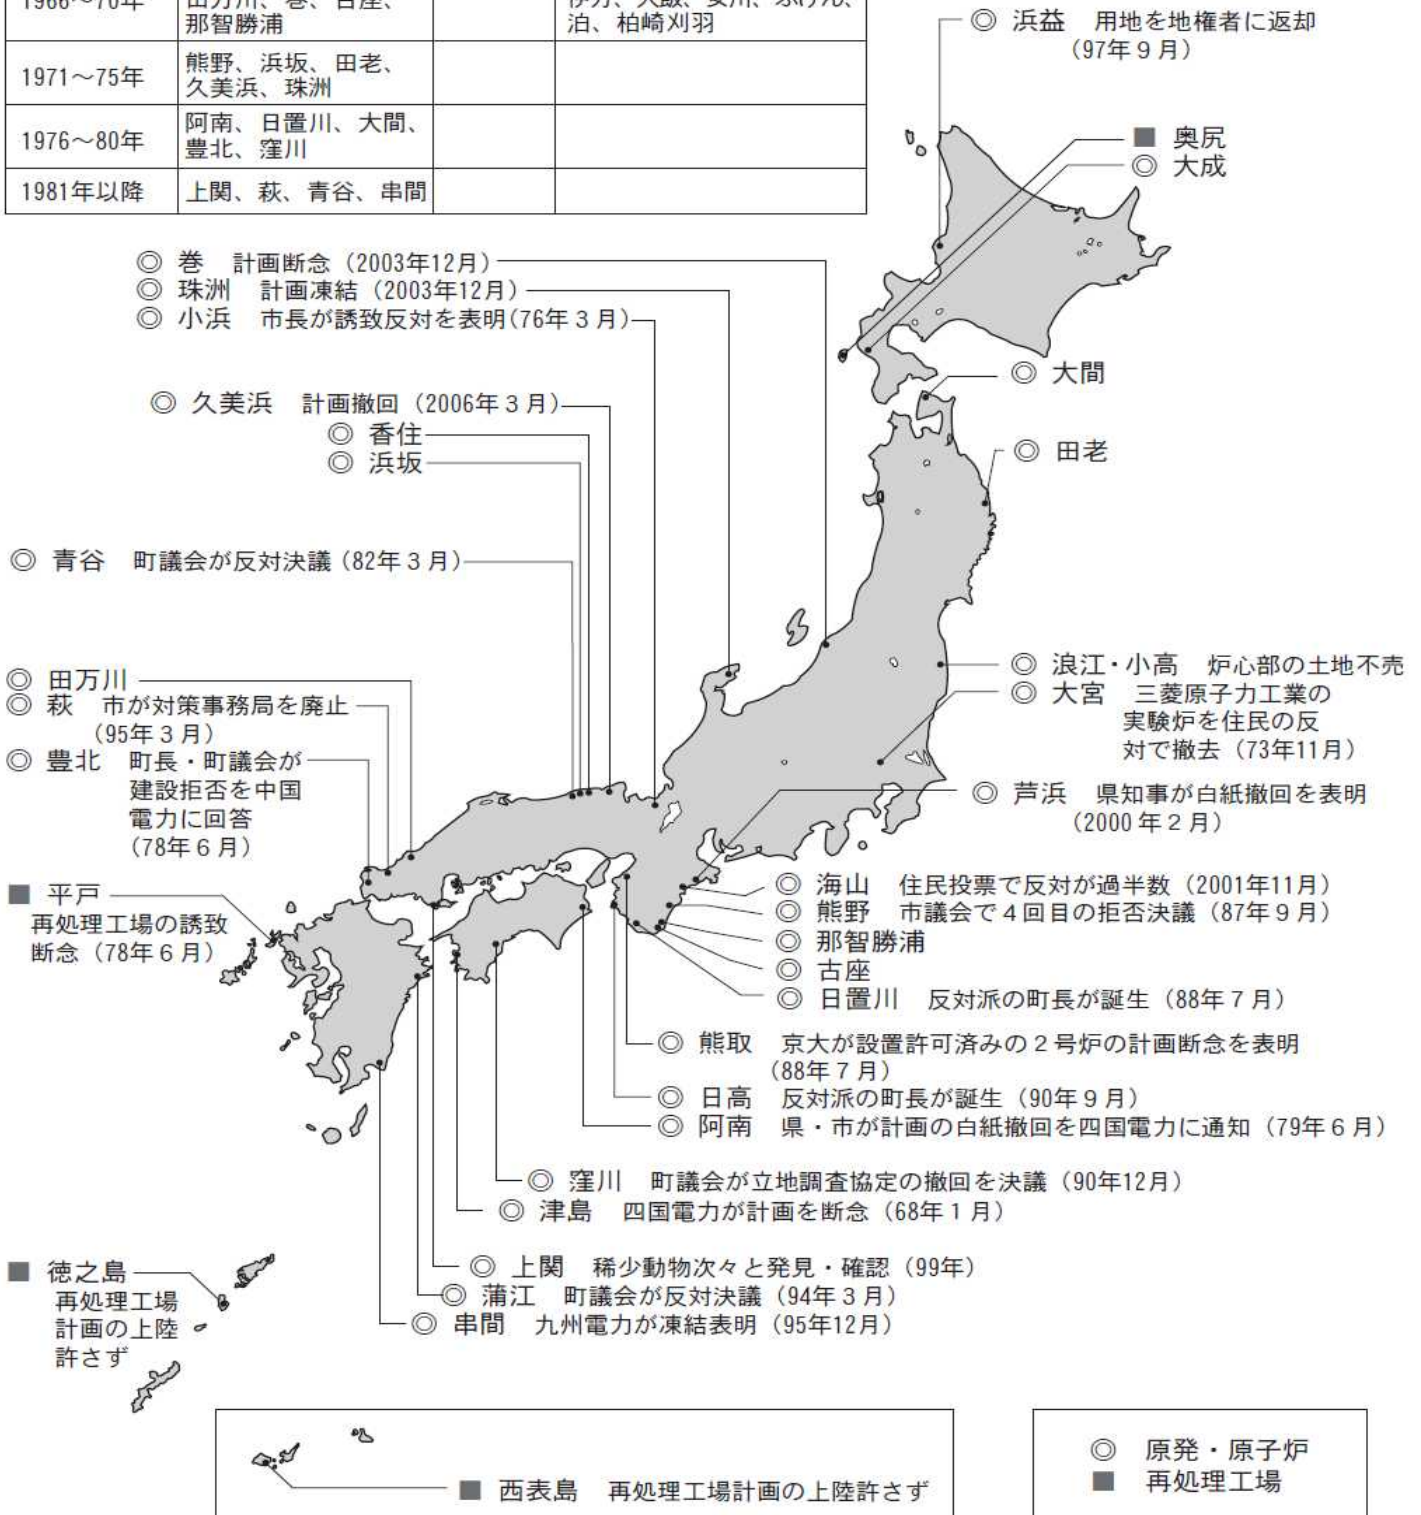 那智勝浦
泊、柏崎刈羽
1971～75年
熊野、浜坂、田老、
久美浜、珠洲
1976～80年
阿南、日置川、大間、
豊北、窪川
1981年以降
上関、萩、青谷、串間
◎ 浜益 用地を地権者に返却
（97年９月）
■ 奥尻
◎ 大成
◎ 巻 計画断念（2003年12月）
◎ 珠洲 計画凍結（2003年12月）
◎ 小浜 市長が誘致反対を表明（76年３月）
◎ 大間
◎ 久美浜 計画撤回（2006年３月）
◎ 香住
◎ 浜坂
◎ 田老
◎ 青谷 町議会が反対決議（82年３月）
◎ 浪江・小高 炉心部の土地不売
◎ 大宮 三菱原子力工業の
実験炉を住民の反
対で撤去（73年11月）
◎ 田万川
◎ 萩 市が対策事務局を廃止
（95年３月）
◎ 豊北 町長・町議会が
建設拒否を中国
電力に回答
（78年６月）
◎ 芦浜 県知事が白紙撤回を表明
（2000年２月）
■ 平戸
再処理工場の誘致
断念（78年６月）
◎ 海山 住民投票で反対が過半数（2001年11月）
◎ 熊野 市議会で４回目の拒否決議（87年９月）
◎ 那智勝浦
◎ 古座
◎ 日置川 反対派の町長が誕生（88年７月）
◎ 熊取 京大が設置許可済みの２号炉の計画断念を表明
（88年７月）
◎ 日高 反対派の町長が誕生（90年９月）
◎ 阿南 県・市が計画の白紙撤回を四国電力に通知（79年６月）
◎ 窪川 町議会が立地調査協定の撤回を決議（90年12月）
◎ 津島 四国電力が計画を断念（68年１月）
◎ 上関 稀少動物次々と発見・確認（99年）
◎ 蒲江 町議会が反対決議（94年３月）
◎ 串間 九州電力が凍結表明（95年12月）
■ 徳之島
再処理工場
計画の上陸
許さず
■ 西表島 再処理工場計画の上陸許さず
◎ 原発・原子炉
■ 再処理工場